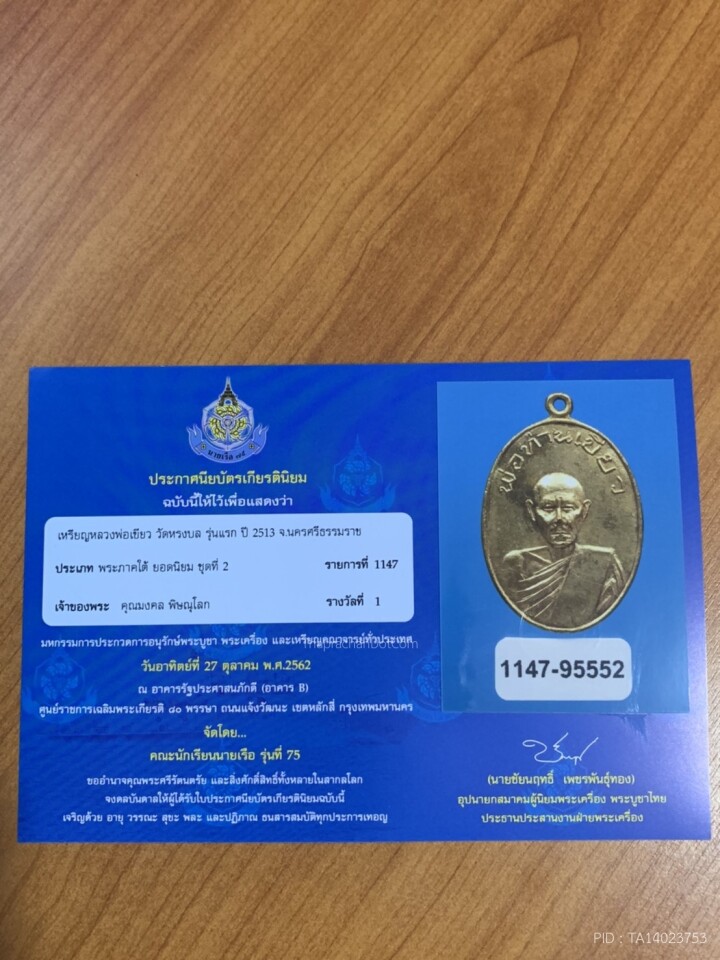 นายเรือ ๗๕
ประกาศนียบัตรเกียรตินิยม
ฉบับนี้ให้ไว้เพื่อแสดงว่า
เหรียญหลวงพ่อเขียว วัดหรงบล รุ่นแรก ปี 2513 จ.นครศรีธรรมราช
ประเภท พระภาคใต้ ยอดนิยม ชุดที่ 2 รายการที่ 1147
เจ้าของพระ คุณมงคล พิษณุโลก รางวัลที่ 1
มหกรรมการประกวดการอนุรักษ์พระบูชา พระเครื่อง และเหรียญคณาจารย์ทั่วประเทศ
thaprachanbot.com
วันอาทิตย์ที่ 27 ตุลาคม พ.ศ.2562
ณ อาคารรัฐประศาสนภักดี (อาคาร B)
ศูนย์ราชการเฉลิมพระเกียรติ ๘๐ พรรษา ถนนแจ้งวัฒนะ เขตหลักสี่ กรุงเทพมหานคร
จัดโดย...
คณะนักเรียนนายเรือ รุ่นที่ 75
ขออำนาจคุณพระศรีรัตนตรัย และสิ่งศักดิ์สิทธิ์ทั้งหลายในสากลโลก
จงดลบันดาลให้ผู้ได้รับใบประกาศนียบัตรเกียรตินิยมฉบับนี้
เจริญด้วย อายุ วรรณะ สุขะ พละ และปฏิภาณ ธนสารสมบัติทุกประการเทอญ
พ่อท่านเขียว
1147-95552
(นายชัยนฤทธิ์ เพชรพันธุ์ทอง)
อุปนายกสมาคมผู้นิยมพระเครื่อง พระบูชาไทย
ประธานประสานงานฝ่ายพระเครื่อง
PID : TA14023753